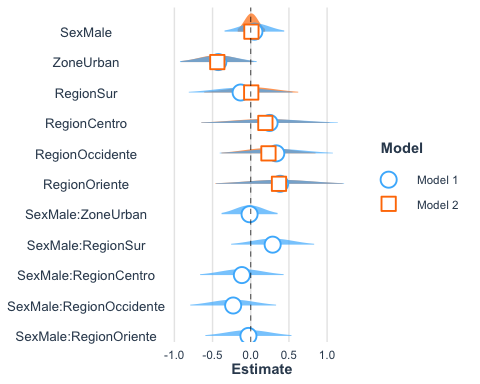 SexMale
ZoneUrban
RegionSur
RegionCentro
RegionOccidente
RegionOriente
SexMale:ZoneUrban
SexMale:RegionSur
SexMale:RegionCentro
SexMale:RegionOccidente
SexMale:RegionOriente
-1.0 -0.5 0.0 0.5 1.0
Estimate
Model
Model 1
Model 2